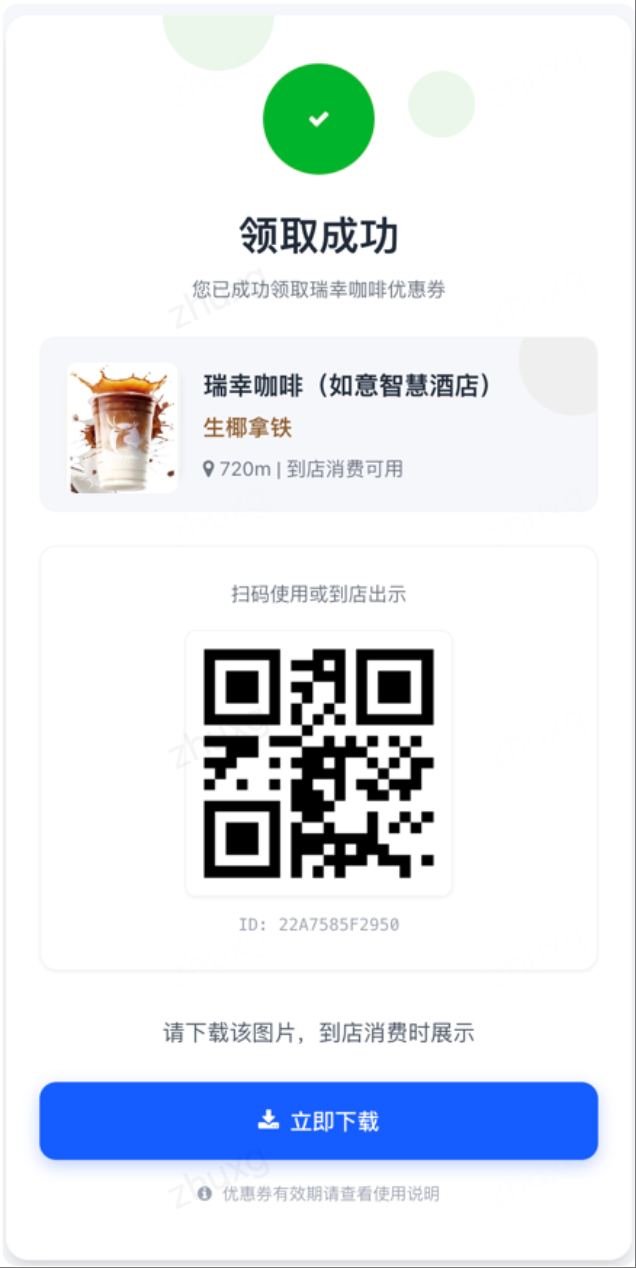 领取成功
您已成功领取瑞幸咖啡优惠券
瑞幸咖啡（如意智慧酒店）
生椰拿铁
720m | 到店消费可用
扫码使用或到店出示
ID: 22A7585F2950
请下载该图片，到店消费时展示
立即下载
优惠券有效期请查看使用说明
zhuxg
zhuxg
zhuxg